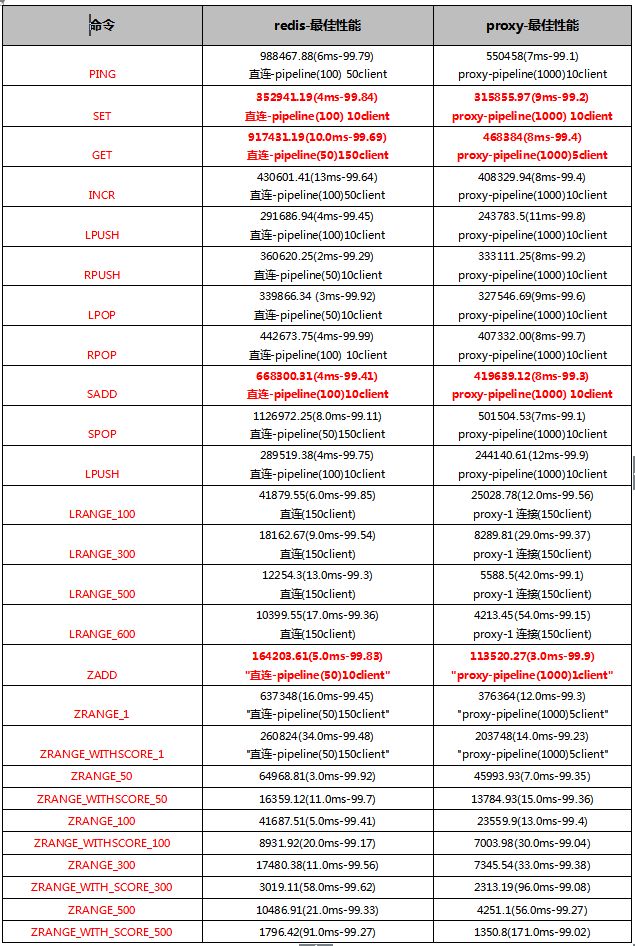 命令 redis-最佳性能 proxy-最佳性能
988467.88(6ms-99.79) 550458(7ms-99.1)
PING 直连-pipeline(100) 50client proxy-pipeline(1000)10client
352941.19(4ms-99.84) 315855.97(9ms-99.2)
SET 直连-pipeline(100) 10client proxy-pipeline(1000) 10client
917431.19(10.0ms-99.69) 468384(8ms-99.4)
GET 直连-pipeline(50)150client proxy-pipeline(1000)5client
430601.41(13ms-99.64) 408329.94(8ms-99.4)
INCR 直连-pipeline(100)50client proxy-pipeline(1000)10client
291686.94(4ms-99.45) 243783.5(11ms-99.8)
LPUSH 直连-pipeline(100)10client proxy-pipeline(1000)10client
360620.25(2ms-99.29) 333111.25(8ms-99.2)
RPUSH 直连-pipeline(50)10client proxy-pipeline(1000)10client
339866.34 (3ms-99.92) 327546.69(9ms-99.6)
LPOP 直连-pipeline(50)10client proxy-pipeline(1000)10client
442673.75(4ms-99.99) 407332.00(8ms-99.7)
RPOP 直连-pipeline(100) 10client proxy-pipeline(1000)10client
668300.31(4ms-99.41) 419639.12(8ms-99.3)
SADD 直连-pipeline(100)10client proxy-pipeline(1000) 10client
1126972.25(8.0ms-99.11) 501504.53(7ms-99.1)
SPOP 直连-pipeline(50)150client proxy-pipeline(1000)10client
289519.38(4ms-99.75) 244140.61(12ms-99.9)
LPUSH 直连-pipeline(100)10client proxy-pipeline(1000)10client
41879.55(6.0ms-99.85) 25028.78(12.0ms-99.56)
LRANGE_100 直连(150client) proxy-1 连接(150client)
18162.67(9.0ms-99.54) 8289.81(29.0ms-99.37)
LRANGE_300 直连(150client) proxy-1 连接(150client)
12254.3(13.0ms-99.3) 5588.5(42.0ms-99.1)
LRANGE_500 直连(150client) proxy-1 连接(150client)
10399.55(17.0ms-99.36) 4213.45(54.0ms-99.15)
LRANGE_600 直连(150client) proxy-1 连接(150client)
164203.61(5.0ms-99.83) 113520.27(3.0ms-99.9)
ZADD "直连-pipeline(50)10client" "proxy-pipeline(1000)1client"
637348(16.0ms-99.45) 376364(12.0ms-99.3)
ZRANGE_1 "直连-pipeline(50)150client" "proxy-pipeline(1000)5client"
260824(34.0ms-99.48) 203748(14.0ms-99.23)
ZRANGE_WITHSCORE_1 "直连-pipeline(50)150client" "proxy-pipeline(1000)5client"
ZRANGE_50 64968.81(3.0ms-99.92) 45993.93(7.0ms-99.35)
ZRANGE_WITHSCORE_50 16359.12(11.0ms-99.7) 13784.93(15.0ms-99.36)
ZRANGE_100 41687.51(5.0ms-99.41) 23559.9(13.0ms-99.4)
ZRANGE_WITHSCORE_100 8931.92(20.0ms-99.17) 7003.98(30.0ms-99.04)
ZRANGE_300 17480.38(11.0ms-99.56) 7345.54(33.0ms-99.38)
ZRANGE_WITH_SCORE_300 3019.11(58.0ms-99.62) 2313.19(96.0ms-99.08)
ZRANGE_500 10486.91(21.0ms-99.33) 4251.1(56.0ms-99.27)
ZRANGE_WITH_SCORE_500 1796.42(91.0ms-99.27) 1350.8(171.0ms-99.02)